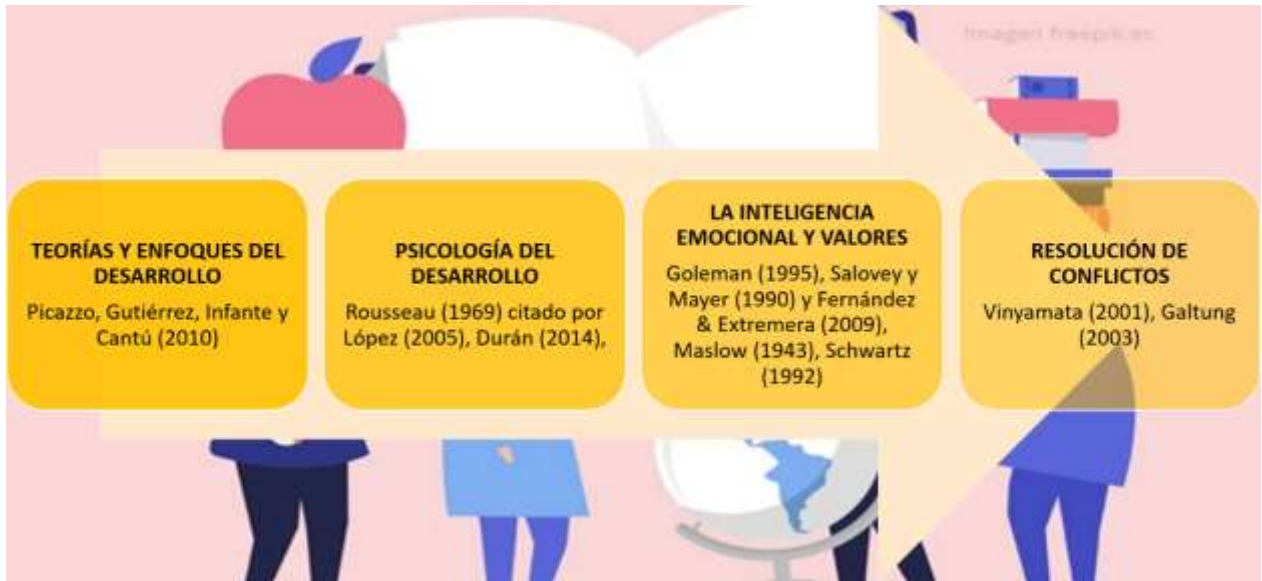 Imagen freepik.es
TEORÍAS Y ENFOQUES DEL
DESARROLLO
Picazzo, Gutiérrez, Infante y
Cantú (2010)
PSICOLOGÍA DEL
DESARROLLO
Rousseau (1969) citado por
López (2005), Durán (2014),
LA INTELIGENCIA
EMOCIONAL Y VALORES
Goleman (1995), Salovey y
Mayer (1990) y Fernández
& Extremera (2009),
Maslow (1943), Schwartz
(1992)
RESOLUCIÓN DE
CONFLICTOS
Vinyamata (2001), Galtung
(2003)